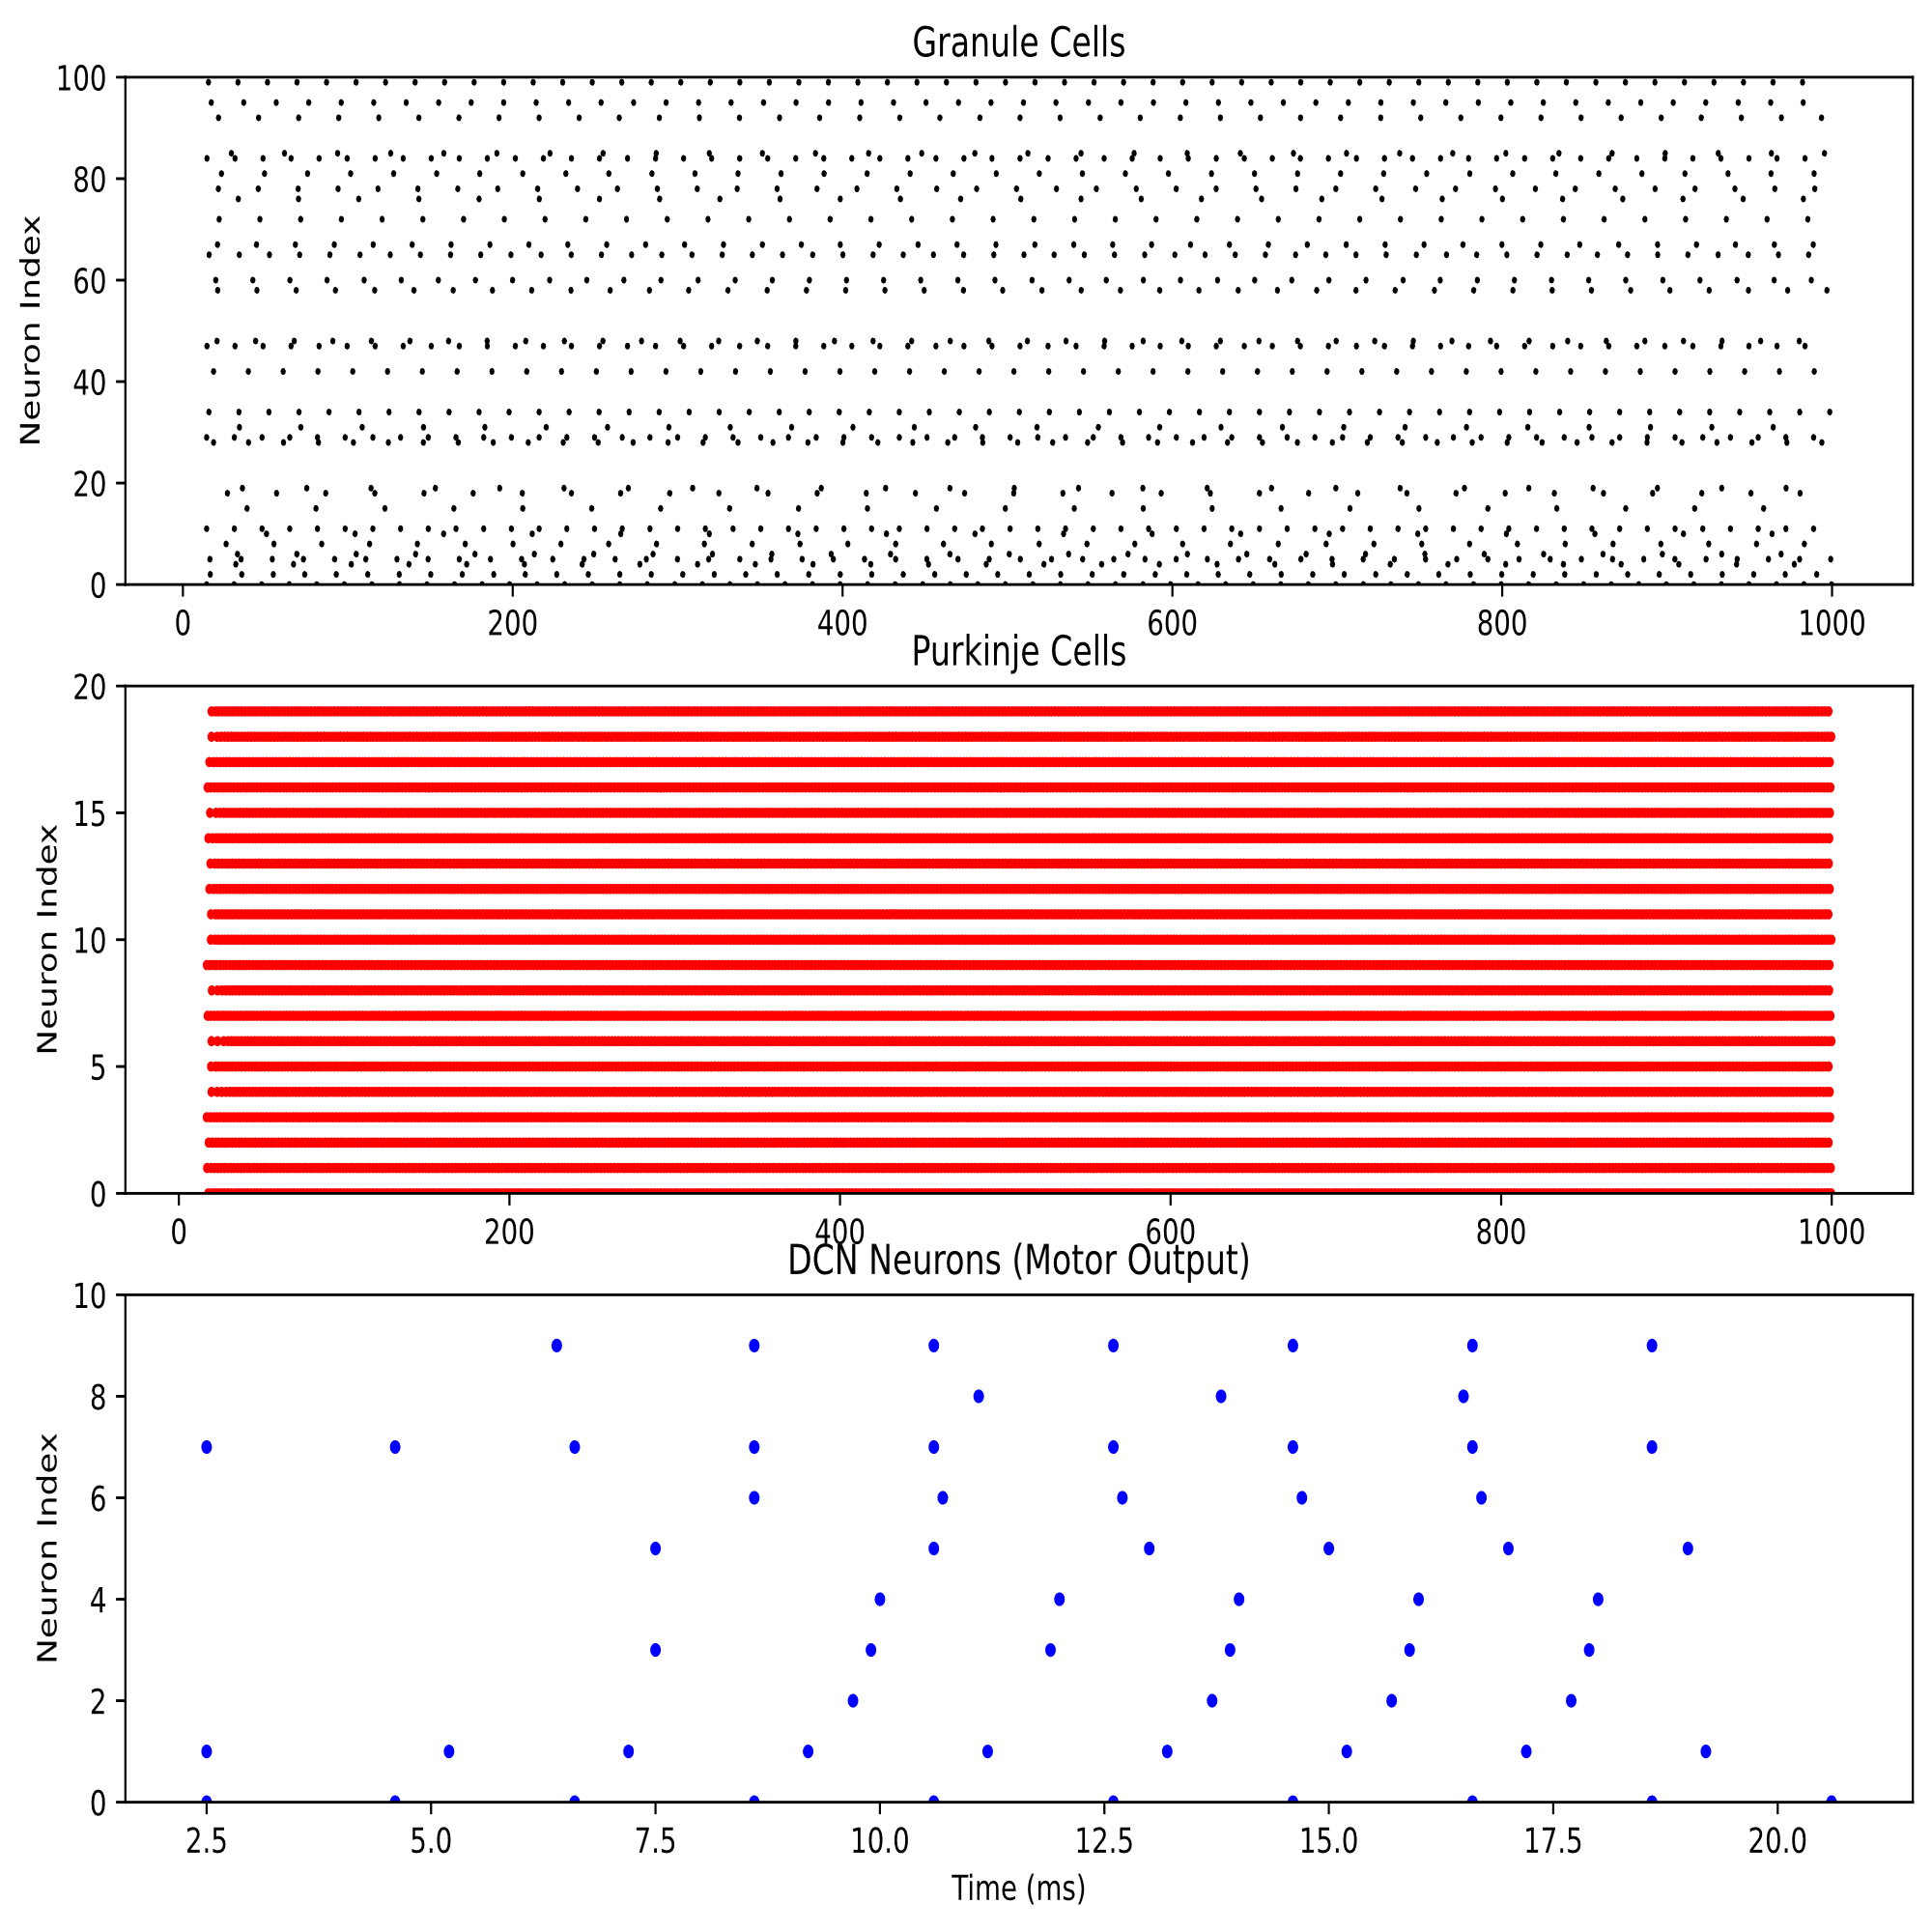 Granule Cells
Neuron Index
100
80
60
40
20
0
0 200 400 600 800 1000
Purkinje Cells
Neuron Index
20
15
10
5
0
0 200 400 600 800 1000
DCN Neurons (Motor Output)
Neuron Index
10
8
6
4
2
0
2.5 5.0 7.5 10.0 12.5 15.0 17.5 20.0
Time (ms)